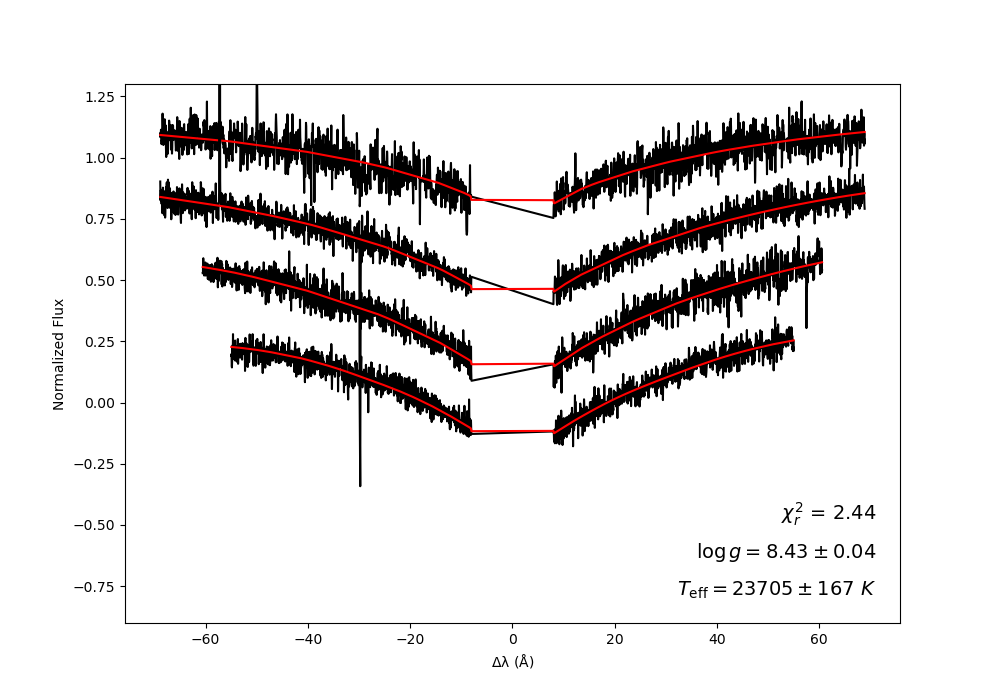 1.25
1.00
0.75
0.50
0.25
0.00
−0.25
−0.50
−0.75
Normalized Flux
χ²ᵣ = 2.44
log g = 8.43 ± 0.04
T_eff = 23705 ± 167 K
−60 −40 −20 0 20 40 60
Δλ (Å)